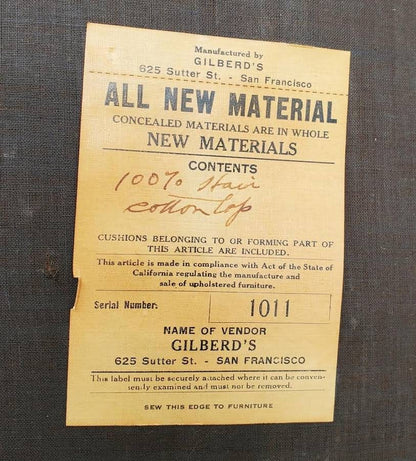 Manufactured by
GILBERD'S
625 Sutter St. - San Francisco
ALL NEW MATERIAL
CONCEALED MATERIALS ARE IN WHOLE
NEW MATERIALS
CONTENTS
100% Hair
cotton Top
CUSHIONS BELONGING TO OR FORMING PART OF
THIS ARTICLE ARE INCLUDED.
This article is made in compliance with Act of the State of
California regulating the manufacture and
sale of upholstered furniture.
Serial Number: 1011
NAME OF VENDOR
GILBERD'S
625 SUTTER ST. - SAN FRANCISCO
This label must be securely attached where it can be conven-
iently examined and must not be removed.
SEW THIS EDGE TO FURNITURE